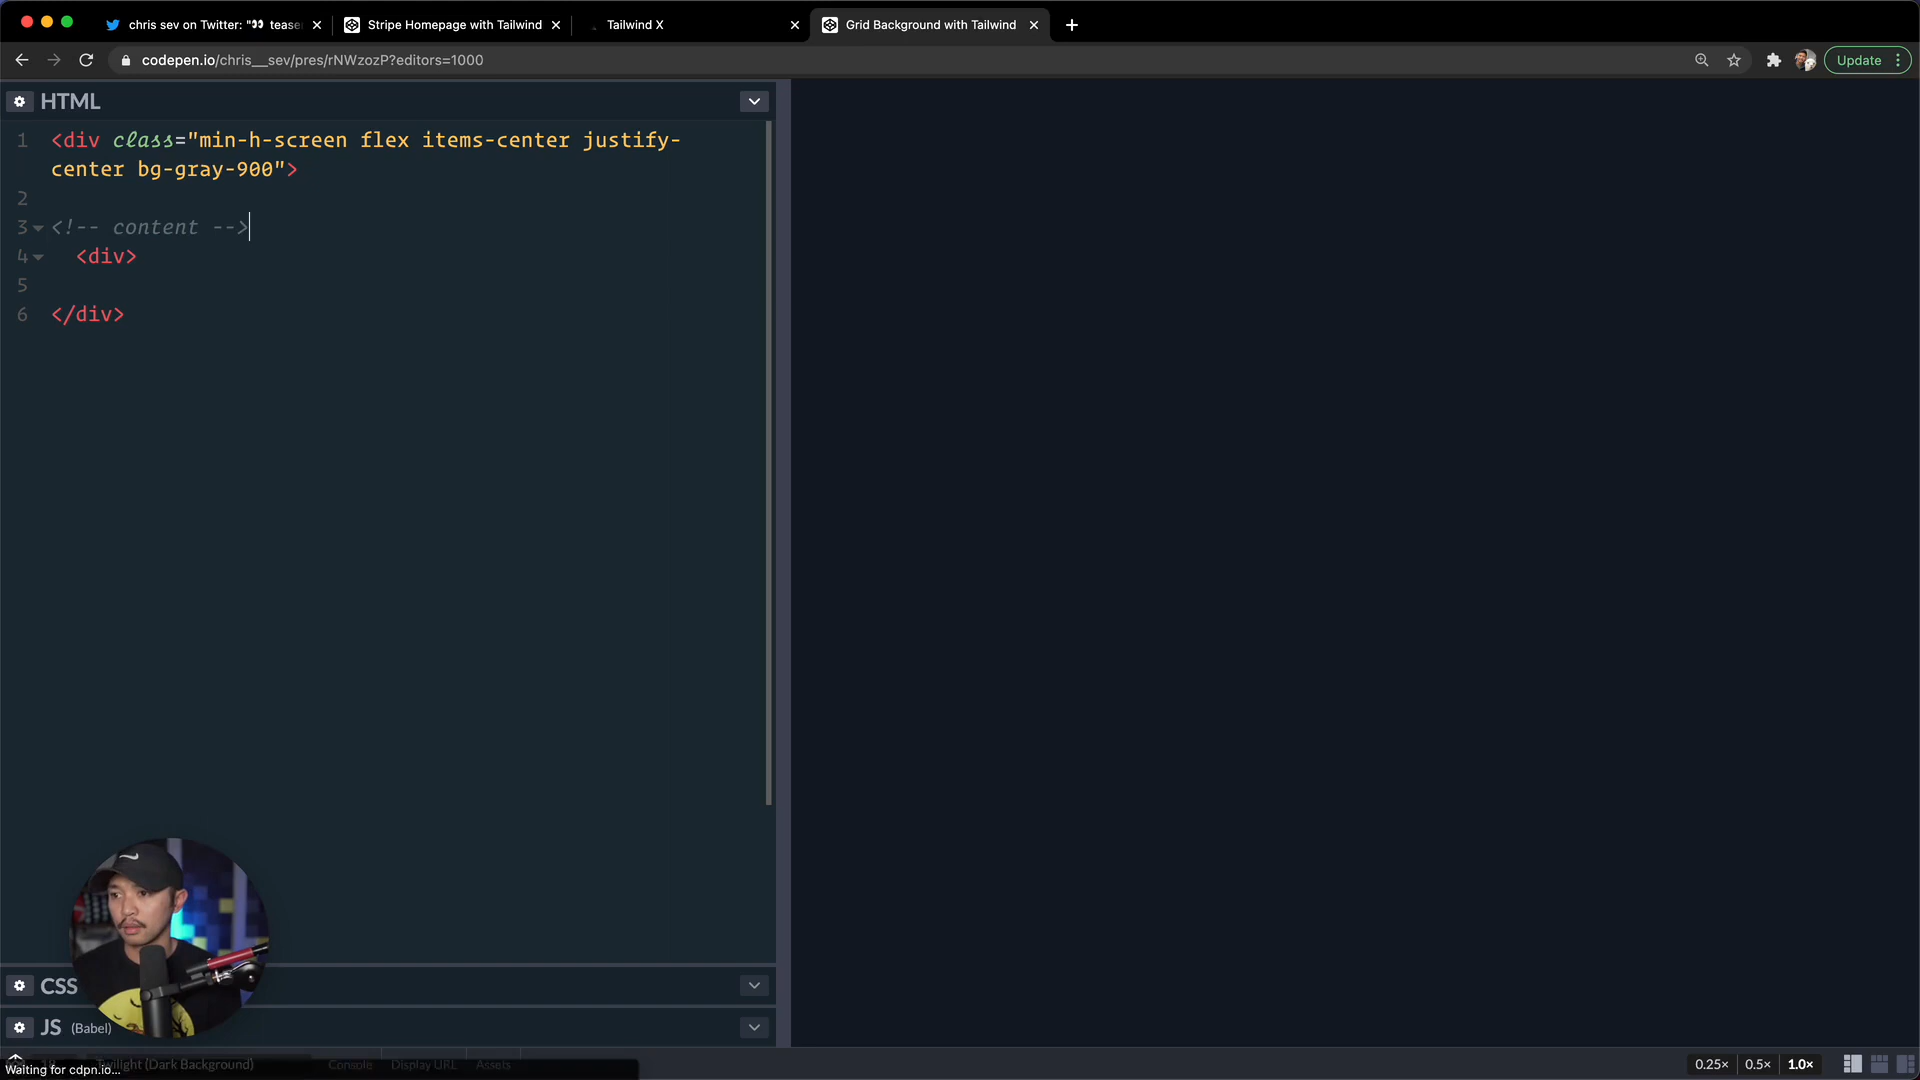 chris sev on Twitter: "👀 tease
Stripe Homepage with Tailwind
Tailwind X
Grid Background with Tailwind
codepen.io/chris__sev/pres/rNWzozP?editors=1000
Update
HTML
1 <div class="min-h-screen flex items-center justify-
center bg-gray-900">
2
3 <!-- content -->
4 <div>
5
6 </div>
CSS
JS (Babel)
Twilight (Dark Background)
Console
Display URL
Assets
Waiting for cdpn.io...
0.25×
0.5×
1.0×